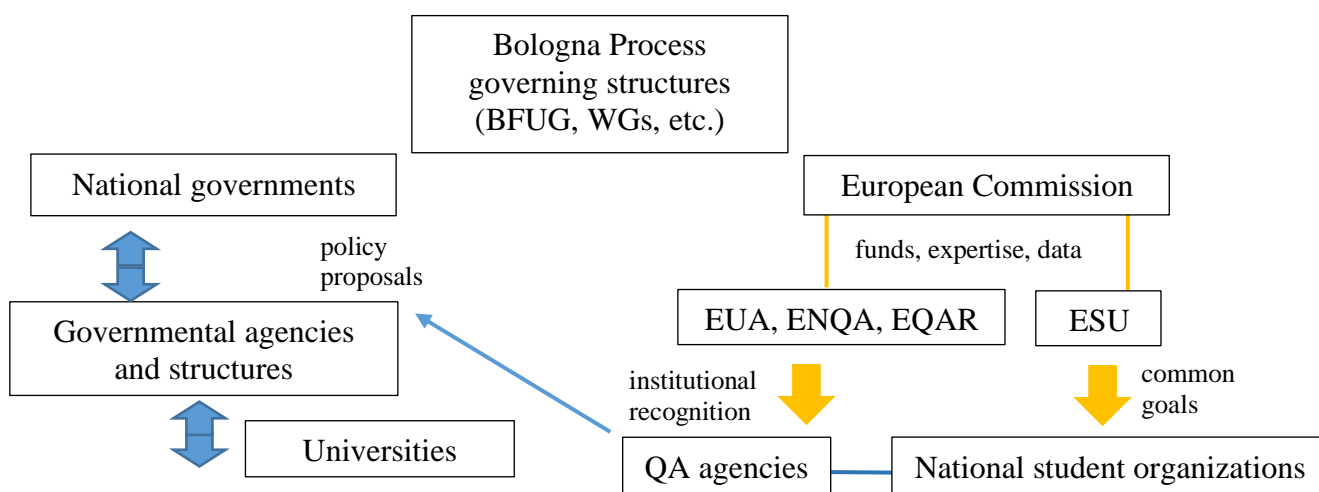 Bologna Process
governing structures
(BFUG, WGs, etc.)
National governments
European Commission
policy
proposals
funds, expertise, data
Governmental agencies
and structures
EUA, ENQA, EQAR
ESU
institutional
recognition
common
goals
Universities
QA agencies
National student organizations